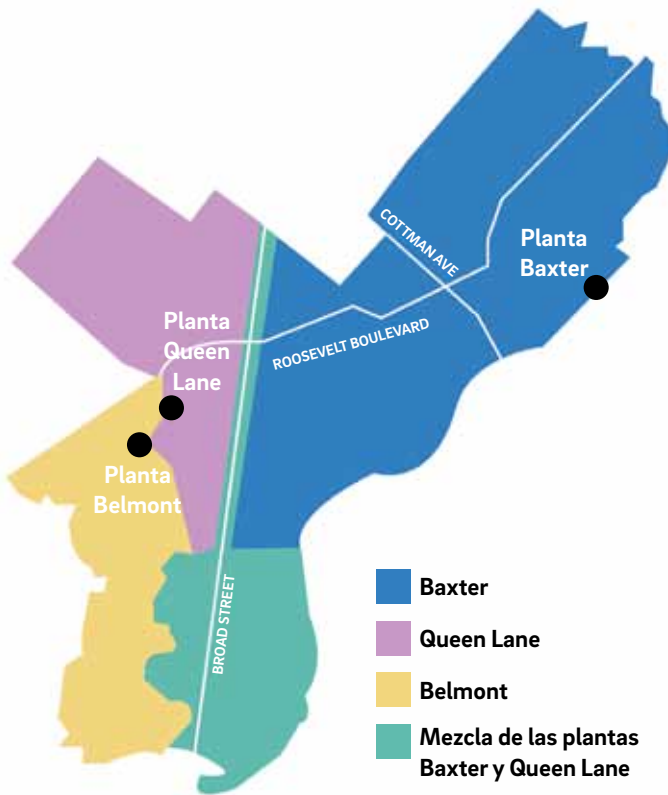 COTTMAN AVE
Planta
Baxter
Planta
Queen
Lane
ROOSEVELT BOULEVARD
Planta
Belmont
BROAD STREET
Baxter
Queen Lane
Belmont
Mezcla de las plantas
Baxter y Queen Lane